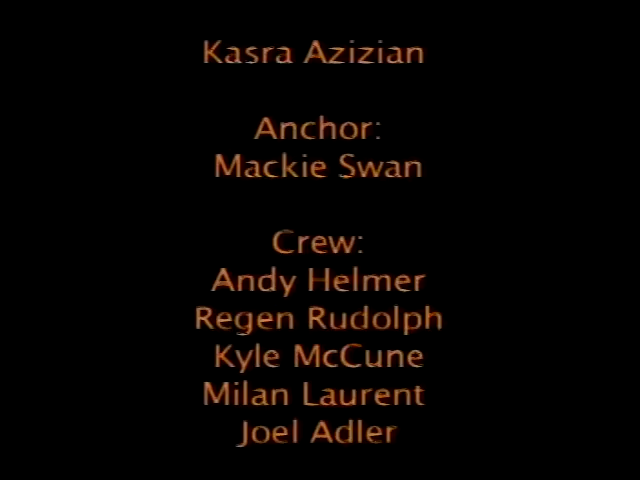 Kasra Azizian
Anchor:
Mackie Swan
Crew:
Andy Helmer
Regen Rudolph
Kyle McCune
Milan Laurent
Joel Adler